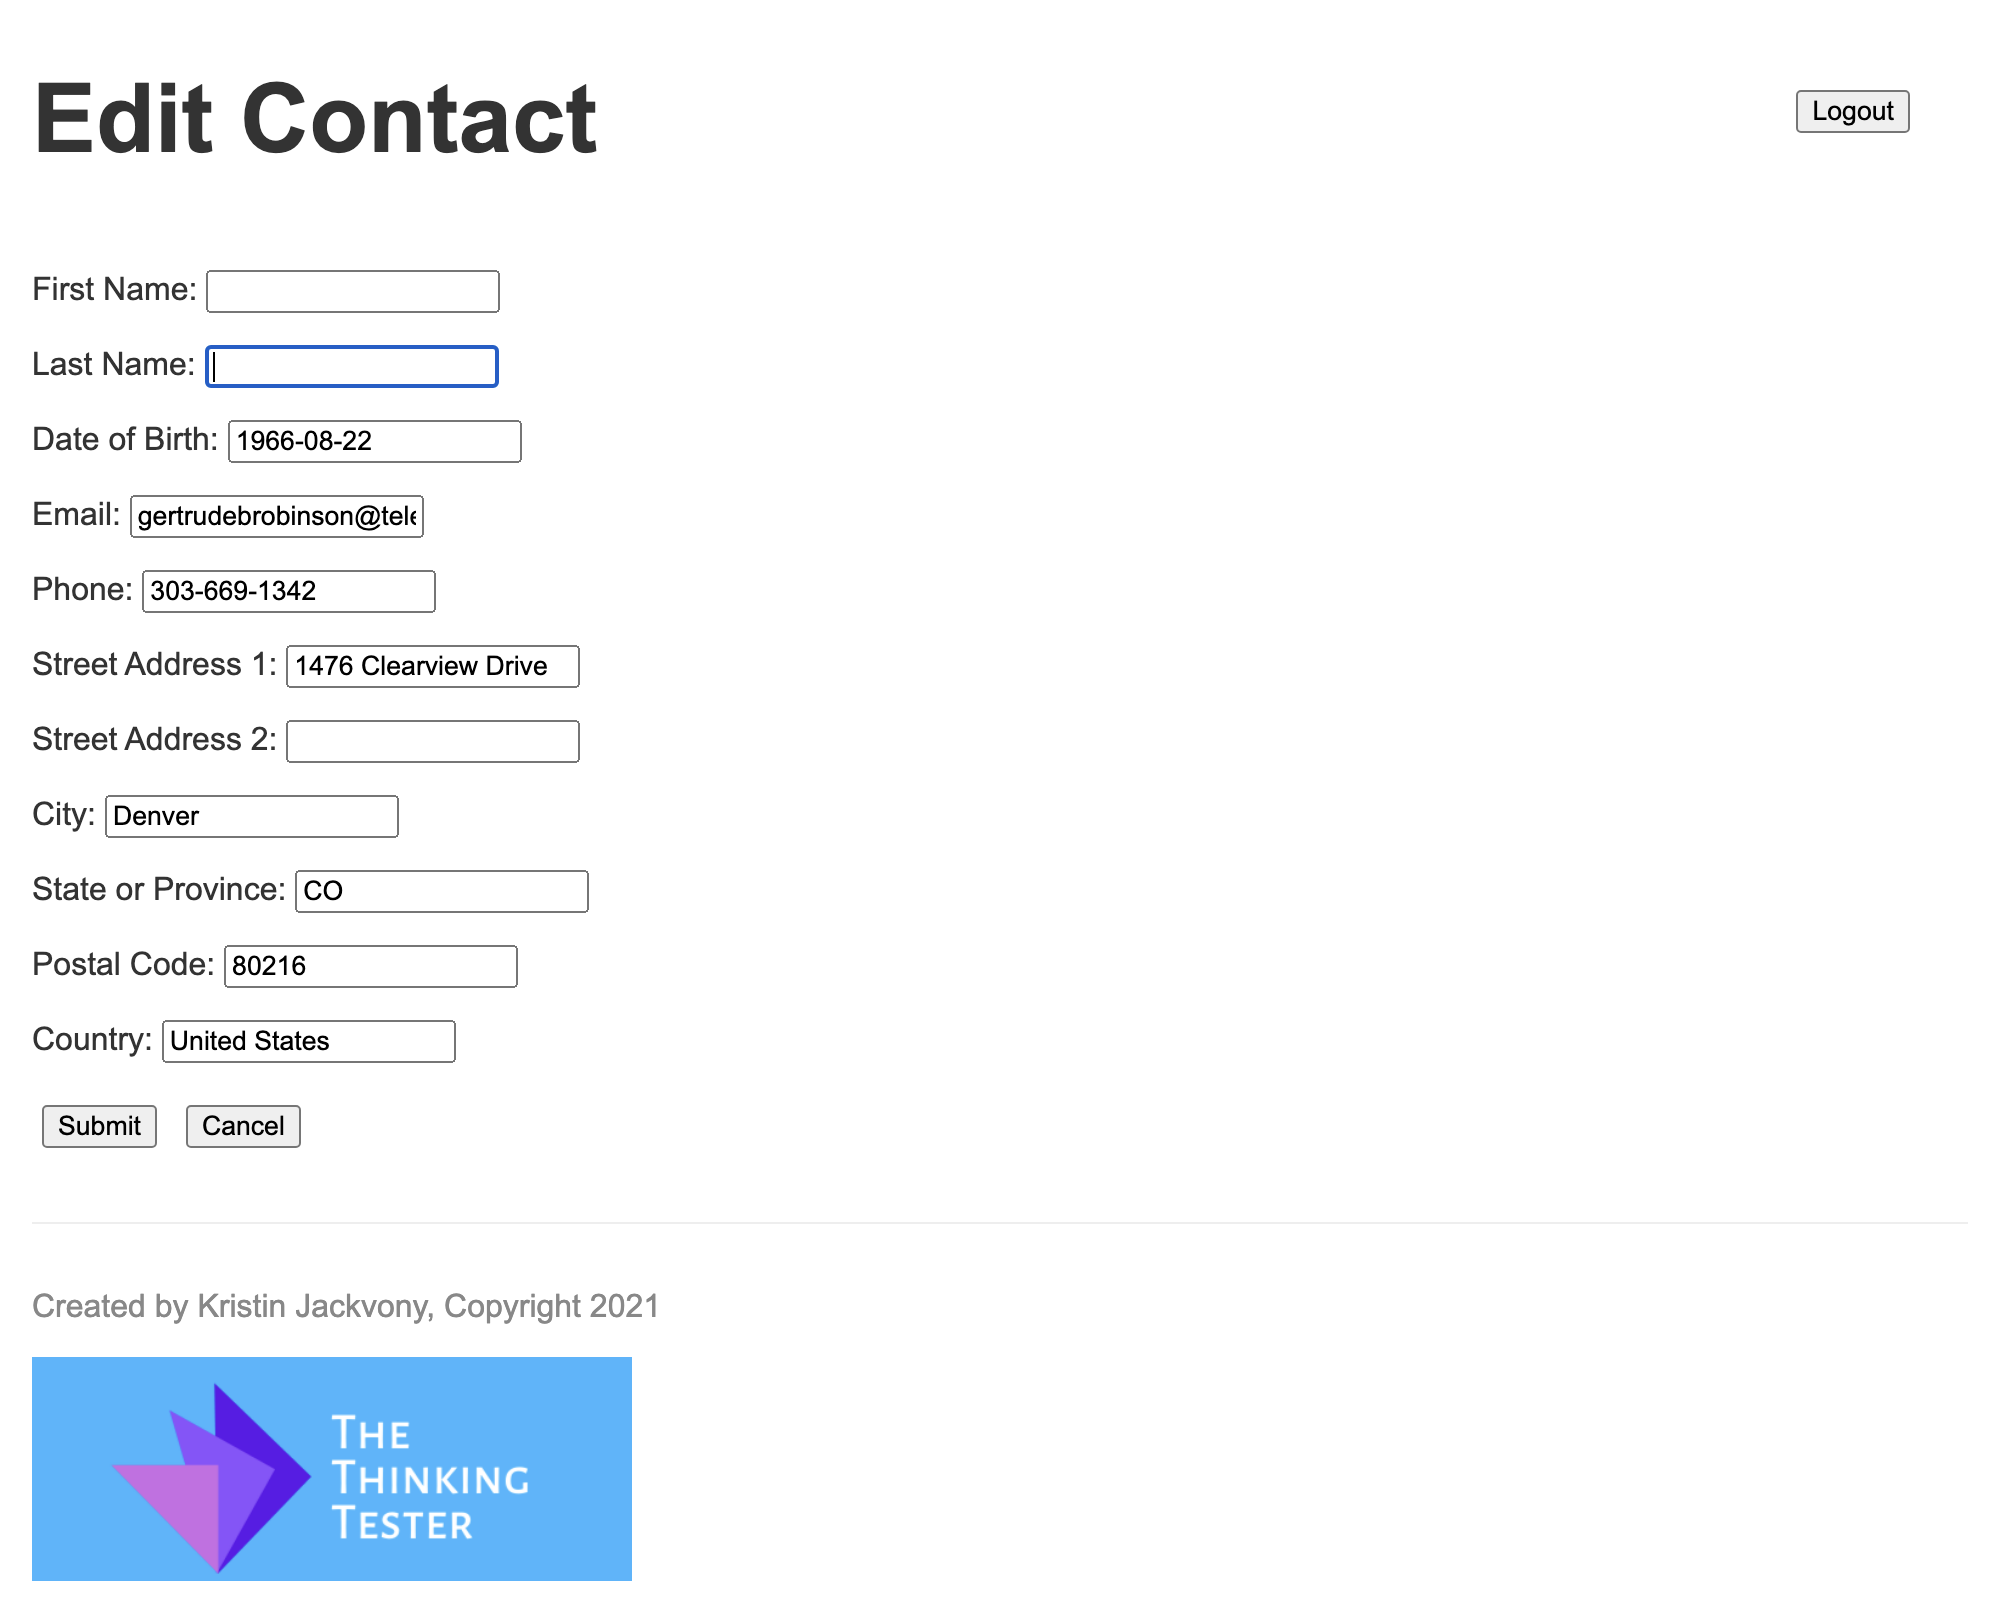 Edit Contact
Logout
First Name:
Last Name:
Date of Birth: 1966-08-22
Email: gertrudebrobinson@tele
Phone: 303-669-1342
Street Address 1: 1476 Clearview Drive
Street Address 2:
City: Denver
State or Province: CO
Postal Code: 80216
Country: United States
Submit Cancel
Created by Kristin Jackvony, Copyright 2021
THE
THINKING
TESTER